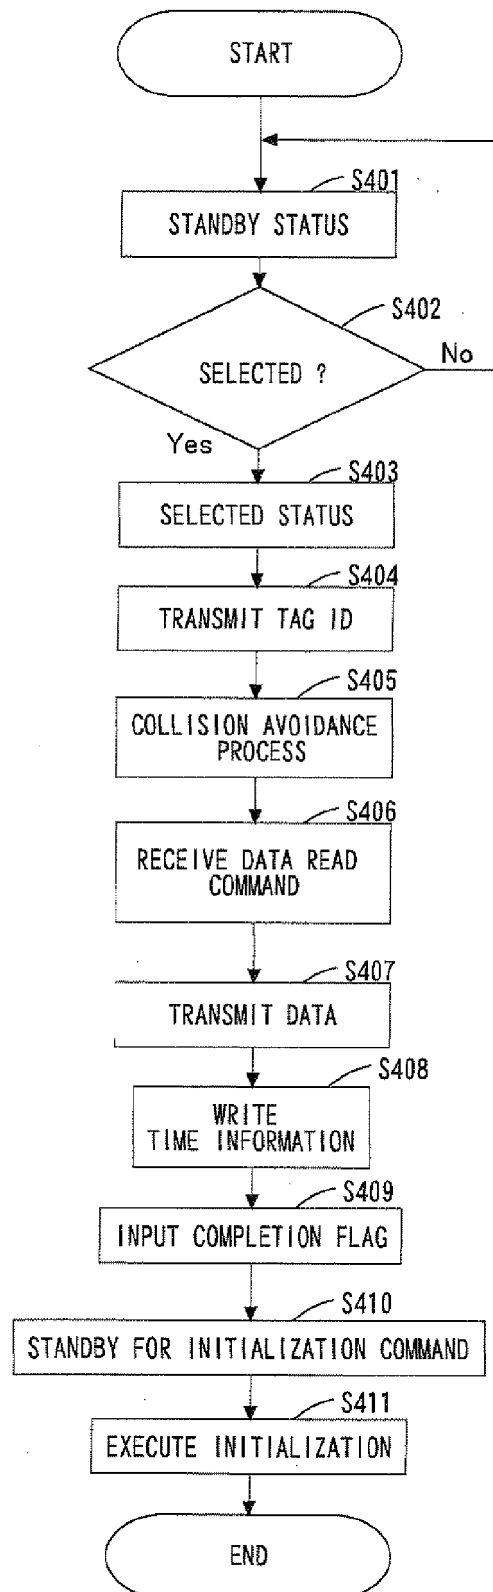 START
S401
STANDBY STATUS
S402
SELECTED ?
No
Yes
S403
SELECTED STATUS
S404
TRANSMIT TAG ID
S405
COLLISION AVOIDANCE
PROCESS
S406
RECEIVE DATA READ
COMMAND
S407
TRANSMIT DATA
S408
WRITE
TIME INFORMATION
S409
INPUT COMPLETION FLAG
S410
STANDBY FOR INITIALIZATION COMMAND
S411
EXECUTE INITIALIZATION
END